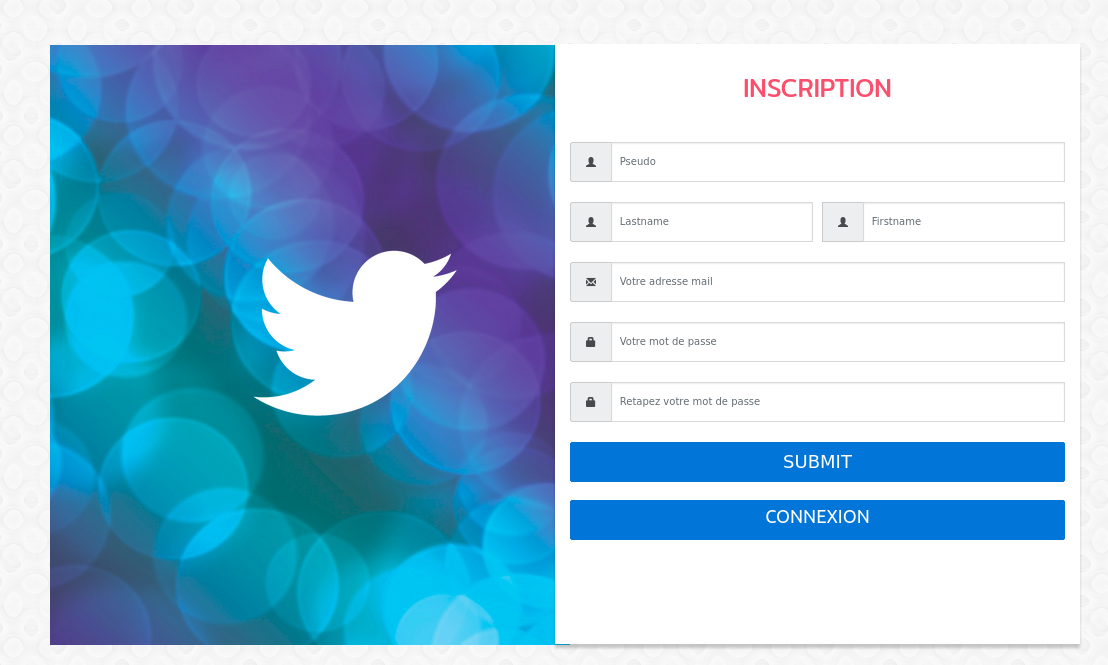 INSCRIPTION
Pseudo
Lastname
Firstname
Votre adresse mail
Votre mot de passe
Retapez votre mot de passe
SUBMIT
CONNEXION